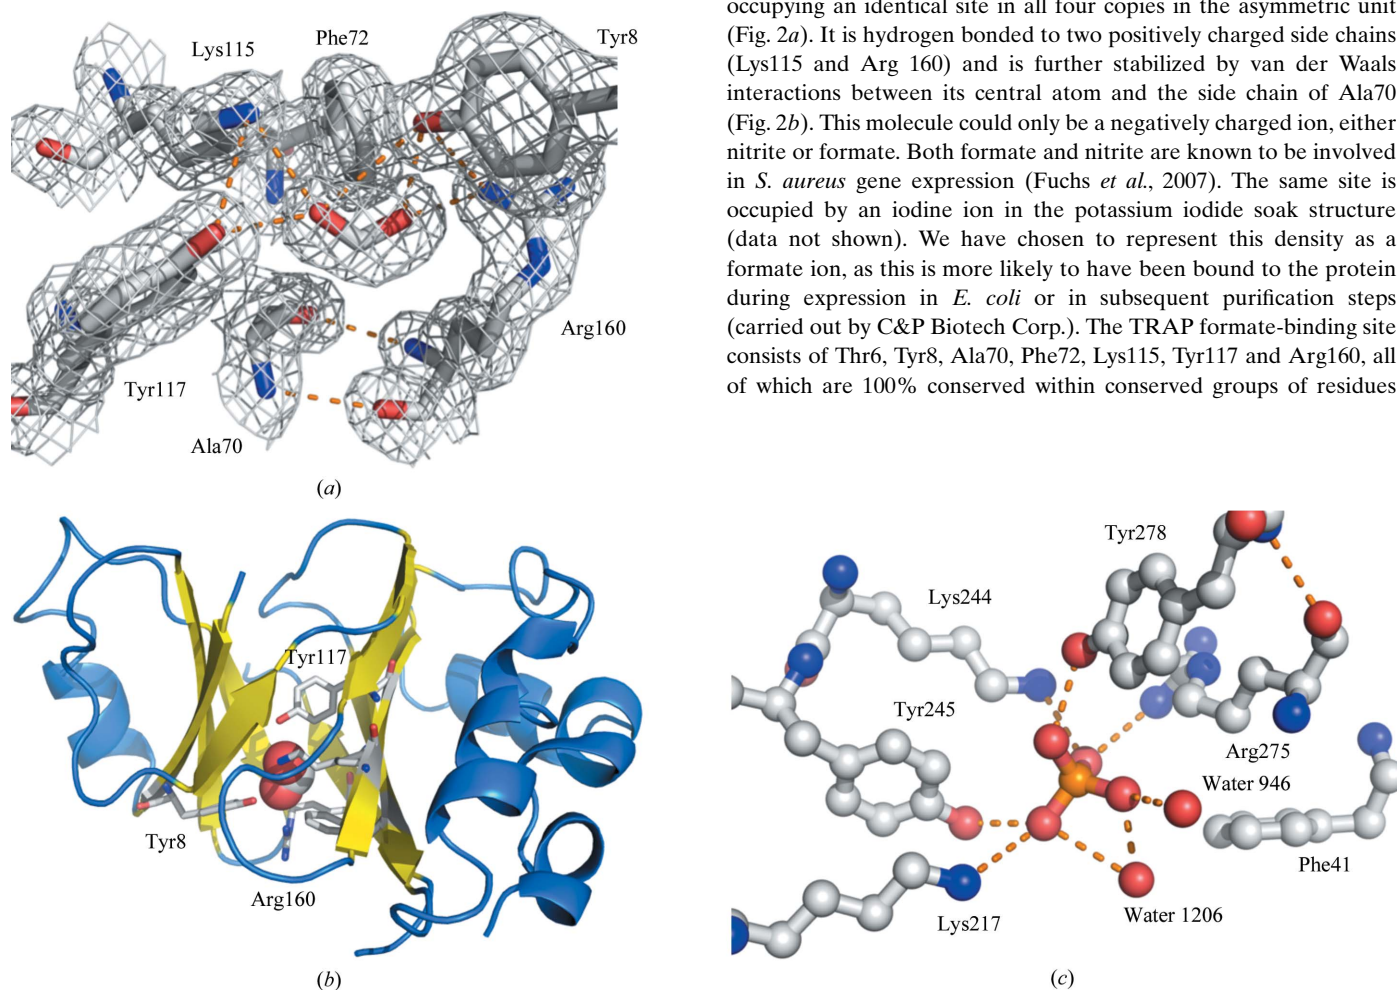 Lys115
Phe72
Tyr8
Arg160
Tyr117
Ala70
(a)
occupying an identical site in all four copies in the asymmetric unit
(Fig. 2a). It is hydrogen bonded to two positively charged side chains
(Lys115 and Arg 160) and is further stabilized by van der Waals
interactions between its central atom and the side chain of Ala70
(Fig. 2b). This molecule could only be a negatively charged ion, either
nitrite or formate. Both formate and nitrite are known to be involved
in S. aureus gene expression (Fuchs et al., 2007). The same site is
occupied by an iodine ion in the potassium iodide soak structure
(data not shown). We have chosen to represent this density as a
formate ion, as this is more likely to have been bound to the protein
during expression in E. coli or in subsequent purification steps
(carried out by C&P Biotech Corp.). The TRAP formate-binding site
consists of Thr6, Tyr8, Ala70, Phe72, Lys115, Tyr117 and Arg160, all
of which are 100% conserved within conserved groups of residues
Tyr117
Tyr8
Arg160
(b)
Tyr278
Lys244
Tyr245
Arg275
Water 946
Phe41
Water 1206
Lys217
(c)